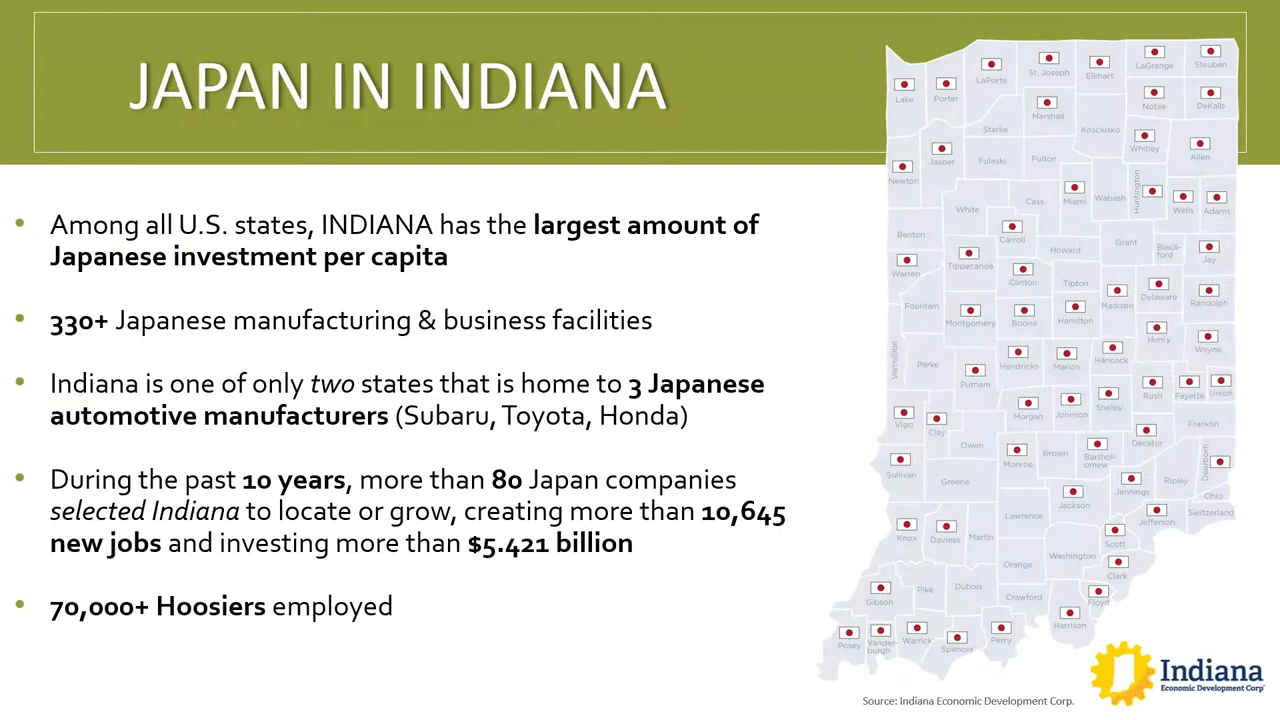 JAPAN IN INDIANA
• Among all U.S. states, INDIANA has the largest amount of
Japanese investment per capita
• 330+ Japanese manufacturing & business facilities
• Indiana is one of only two states that is home to 3 Japanese
automotive manufacturers (Subaru, Toyota, Honda)
• During the past 10 years, more than 80 Japan companies
selected Indiana to locate or grow, creating more than 10,645
new jobs and investing more than $5.421 billion
• 70,000+ Hoosiers employed
Lake
Porter
LaPorte
St. Joseph
Elkhart
LaGrange
Steuben
Noble
DeKalb
Marshall
Starke
Kosciusko
Whitley
Allen
Newton
Jasper
Pulaski
Fulton
White
Cass
Miami
Wabash
Huntington
Wells
Adams
Benton
Carroll
Howard
Grant
Black-
ford
Jay
Warren
Tippecanoe
Clinton
Tipton
Madison
Delaware
Randolph
Fountain
Montgomery
Boone
Hamilton
Henry
Wayne
Vermillion
Parke
Putnam
Hendricks
Marion
Hancock
Rush
Fayette
Union
Vigo
Clay
Morgan
Johnson
Shelby
Decatur
Franklin
Owen
Sullivan
Greene
Monroe
Brown
Barthol-
omew
Jennings
Ripley
Dearborn
Ohio
Switzerland
Jefferson
Jackson
Lawrence
Knox
Daviess
Martin
Orange
Washington
Scott
Clark
Gibson
Pike
Dubois
Crawford
Floyd
Harrison
Posey
Vander-
burgh
Warrick
Spencer
Perry
Source: Indiana Economic Development Corp.
Indiana
Economic Development Corp